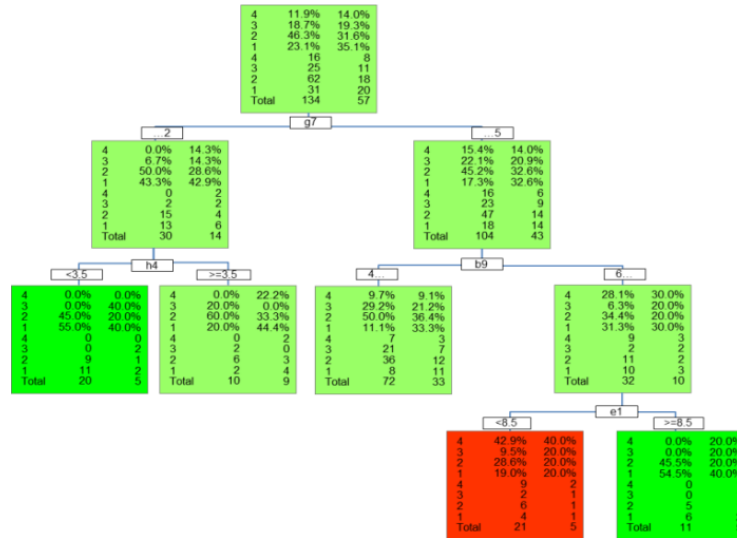 4 11.9% 14.0%
3 18.7% 19.3%
2 46.3% 31.6%
1 23.1% 35.1%
4 16 8
3 25 11
2 62 18
1 31 20
Total 134 57
g7
...2
...5
4 0.0% 14.3%
3 6.7% 14.3%
2 50.0% 28.6%
1 43.3% 42.9%
4 0 2
3 2 2
2 15 4
1 13 6
Total 30 14
4 15.4% 14.0%
3 22.1% 20.9%
2 45.2% 32.6%
1 17.3% 32.6%
4 16 6
3 23 9
2 47 14
1 18 14
Total 104 43
h4
b9
<3.5
>=3.5
4...
6...
4 0.0% 0.0%
3 0.0% 40.0%
2 45.0% 20.0%
1 55.0% 40.0%
4 0 0
3 0 2
2 9 1
1 11 2
Total 20 5
4 0.0% 22.2%
3 20.0% 0.0%
2 60.0% 33.3%
1 20.0% 44.4%
4 0 2
3 2 0
2 6 3
1 2 4
Total 10 9
4 9.7% 9.1%
3 29.2% 21.2%
2 50.0% 36.4%
1 11.1% 33.3%
4 7 3
3 21 7
2 36 12
1 8 11
Total 72 33
4 28.1% 30.0%
3 6.3% 20.0%
2 34.4% 20.0%
1 31.3% 30.0%
4 9 3
3 2 2
2 11 2
1 10 3
Total 32 10
e1
<8.5
>=8.5
4 42.9% 40.0%
3 9.5% 20.0%
2 28.6% 20.0%
1 19.0% 20.0%
4 9 2
3 2 1
2 6 1
1 4 1
Total 21 5
4 0.0% 20.0%
3 0.0% 20.0%
2 45.5% 20.0%
1 54.5% 40.0%
4 0
3 0
2 5
1 6
Total 11